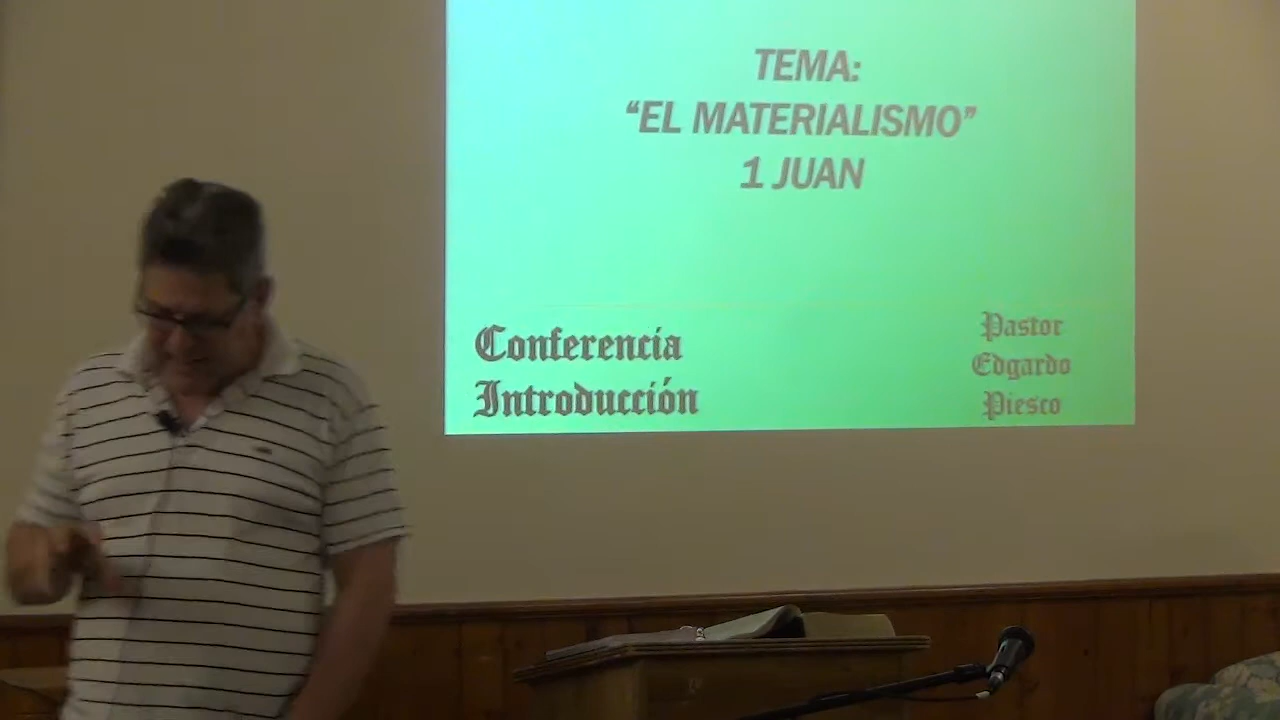 TEMA:
“EL MATERIALISMO”
1 JUAN
Conferencia
Introducción
Pastor
Edgardo
Piesco